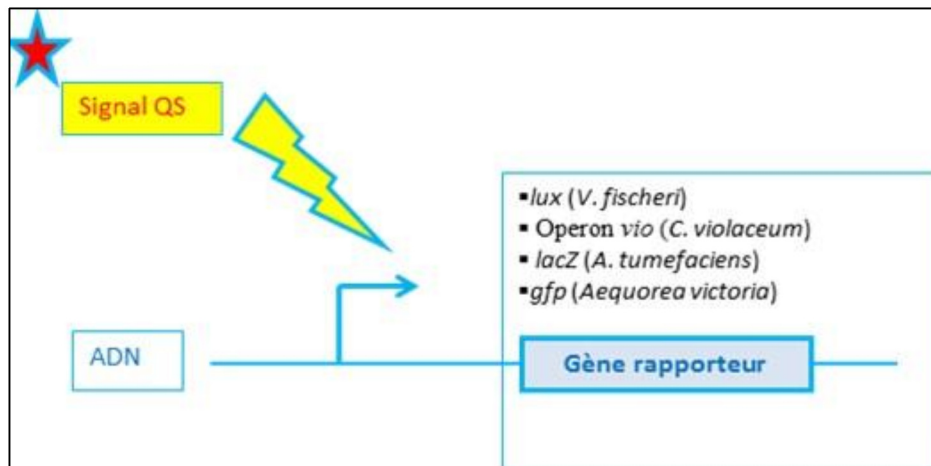 Signal QS
▪lux (V. fischeri)
▪ Operon vio (C. violaceum)
▪ lacZ (A. tumefaciens)
▪gfp (Aequorea victoria)
ADN
Gène rapporteur